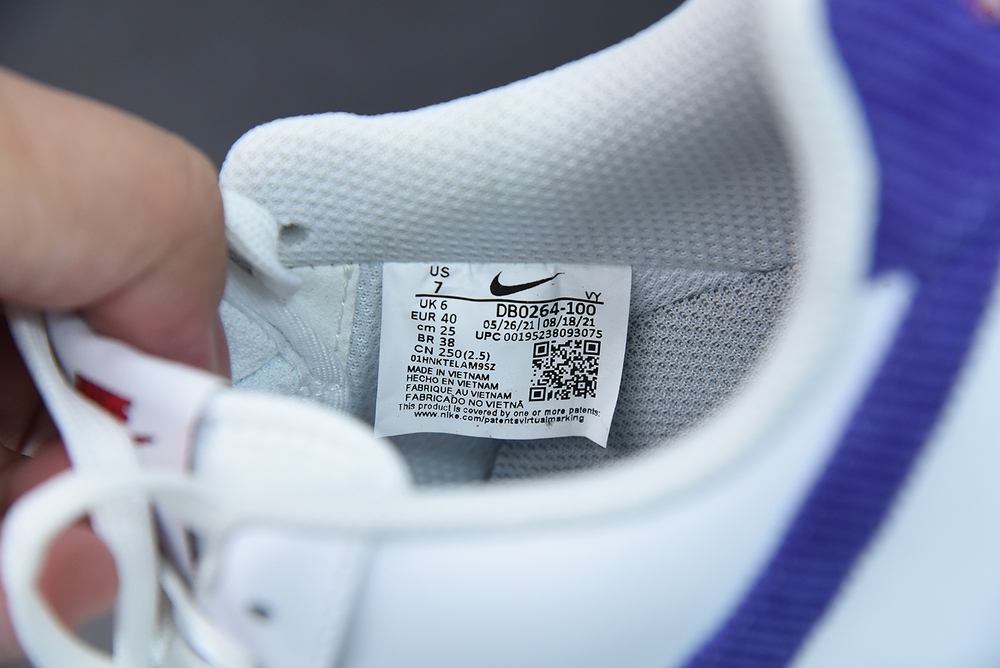 US
7
VY
UK 6
DB0264-100
EUR 40
05/26/21 | 08/18/21
cm 25
UPC 00195238093075
BR 38
CN 250(2.5)
01HNKTELAM9SZ
MADE IN VIETNAM
HECHO EN VIETNAM
FABRIQUE AU VIETNAM
FABRICADO NO VIETNÃ
This product is covered by one or more patents:
www.nike.com/patentsvirtualmarking